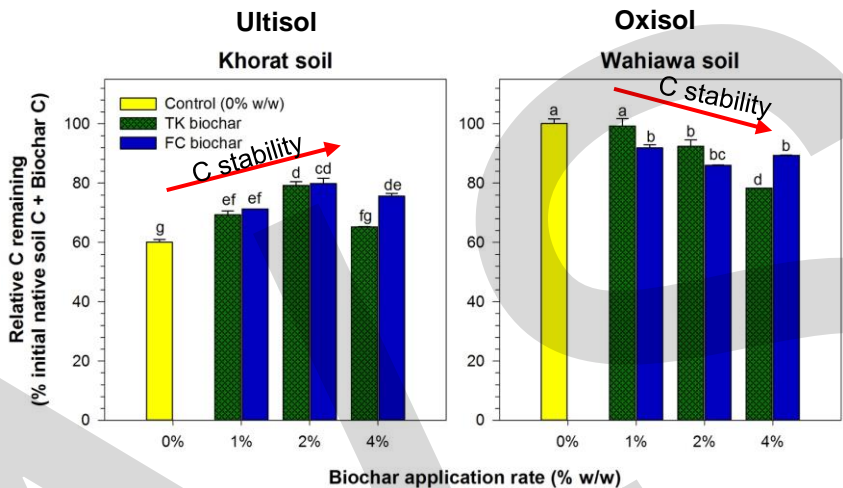 Ultisol
Oxisol
Khorat soil
Wahiawa soil
Relative C remaining
(% initial native soil C + Biochar C)
100
80
60
40
20
0
Control (0% w/w)
TK biochar
FC biochar
C stability
g
ef
ef
d
cd
fg
de
0%
1%
2%
4%
100
80
60
40
20
0
C stability
a
a
b
b
bc
d
b
0%
1%
2%
4%
Biochar application rate (% w/w)